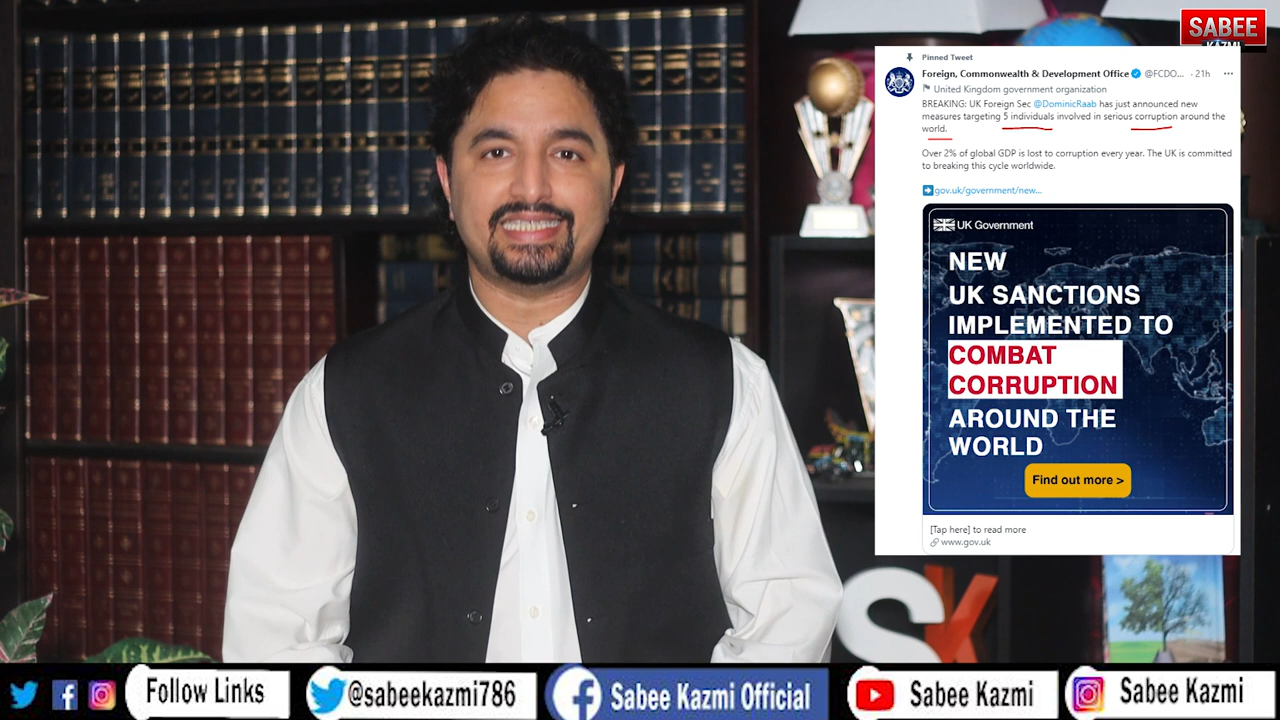 SABEE
KAZMI
Pinned Tweet
Foreign, Commonwealth & Development Office @FCDO... · 21h ...
United Kingdom government organization
BREAKING: UK Foreign Sec @DominicRaab has just announced new
measures targeting 5 individuals involved in serious corruption around the
world.
Over 2% of global GDP is lost to corruption every year. The UK is committed
to breaking this cycle worldwide.
gov.uk/government/new...
UK Government
NEW
UK SANCTIONS
IMPLEMENTED TO
COMBAT
CORRUPTION
AROUND THE
WORLD
Find out more >
[Tap here] to read more
www.gov.uk
SK
Follow Links
@sabeekazmi786
Sabee Kazmi Official
Sabee Kazmi
Sabee Kazmi